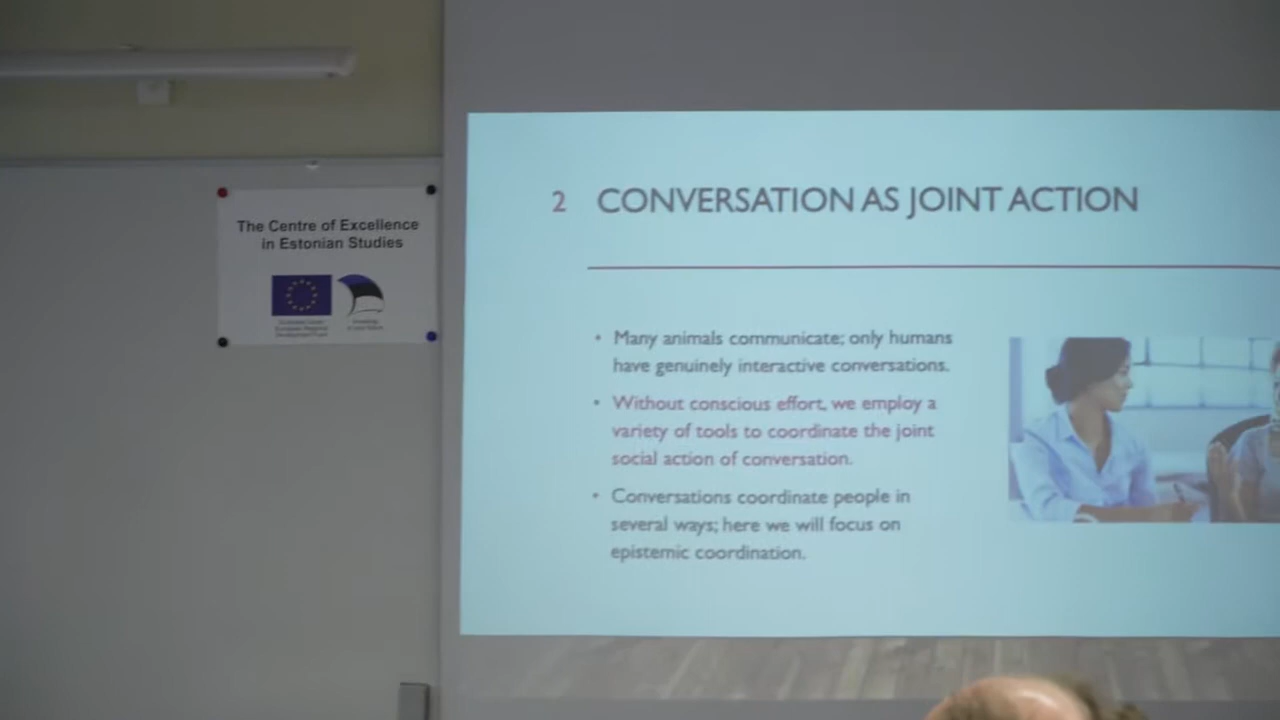 The Centre of Excellence
in Estonian Studies
2 CONVERSATION AS JOINT ACTION
• Many animals communicate; only humans
have genuinely interactive conversations.
• Without conscious effort, we employ a
variety of tools to coordinate the joint
social action of conversation.
• Conversations coordinate people in
several ways; here we will focus on
epistemic coordination.